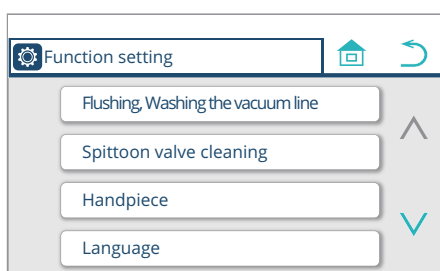 Function setting
Flushing, Washing the vacuum line
Spittoon valve cleaning
Handpiece
Language